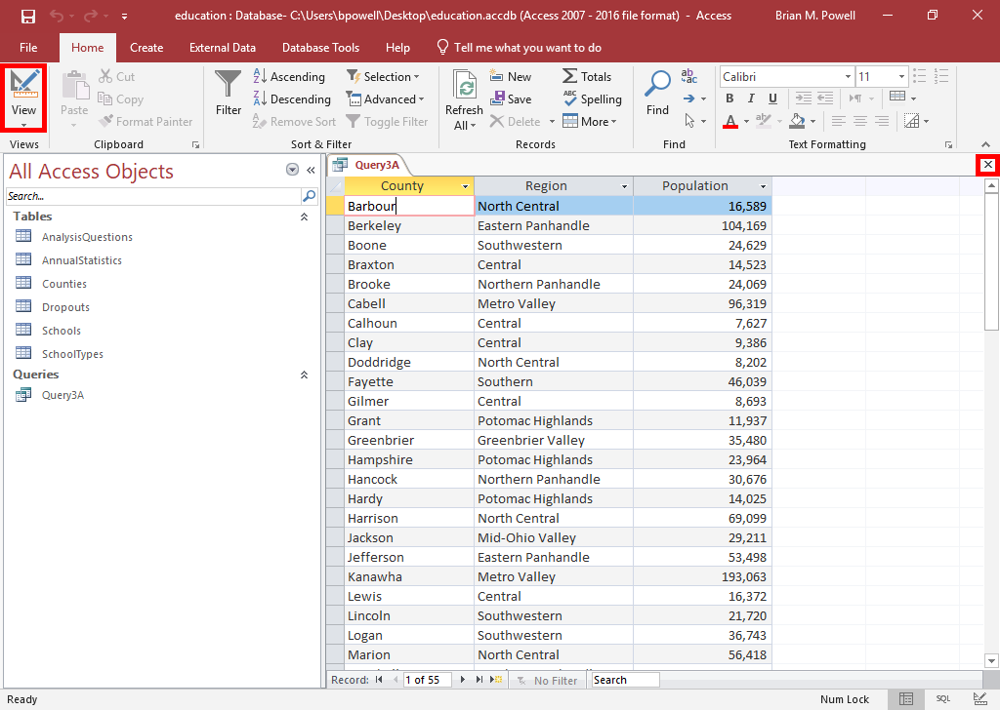 education : Database- C:\Users\bpowell\Desktop\education.accdb (Access 2007 - 2016 file format) - Access Brian M. Powell
File Home Create External Data Database Tools Help Tell me what you want to do
View
Views
Paste
Cut
Copy
Format Painter
Clipboard
Filter
Ascending
Descending
Remove Sort
Selection
Advanced
Toggle Filter
Sort & Filter
Refresh
All
New
Save
Delete
Totals
Spelling
More
Records
Find
Find
Calibri 11
B I U
Text Formatting
All Access Objects
Search...
Tables
AnalysisQuestions
AnnualStatistics
Counties
Dropouts
Schools
SchoolTypes
Queries
Query3A
Query3A
County Region Population
Barbour North Central 16,589
Berkeley Eastern Panhandle 104,169
Boone Southwestern 24,629
Braxton Central 14,523
Brooke Northern Panhandle 24,069
Cabell Metro Valley 96,319
Calhoun Central 7,627
Clay Central 9,386
Doddridge North Central 8,202
Fayette Southern 46,039
Gilmer Central 8,693
Grant Potomac Highlands 11,937
Greenbrier Greenbrier Valley 35,480
Hampshire Potomac Highlands 23,964
Hancock Northern Panhandle 30,676
Hardy Potomac Highlands 14,025
Harrison North Central 69,099
Jackson Mid-Ohio Valley 29,211
Jefferson Eastern Panhandle 53,498
Kanawha Metro Valley 193,063
Lewis Central 16,372
Lincoln Southwestern 21,720
Logan Southwestern 36,743
Marion North Central 56,418
Record: 1 of 55 No Filter Search
Ready Num Lock SQL